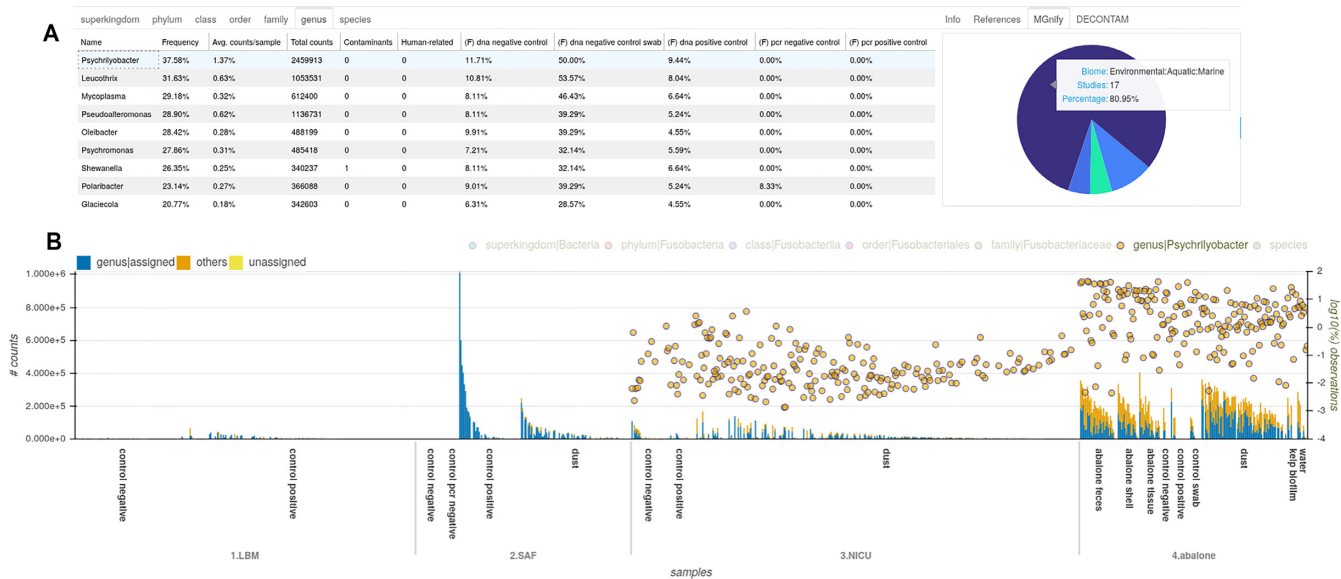 A
superkingdom phylum class order family genus species
Info References MGnify DECONTAM
Name Frequency Avg. counts/sample Total counts Contaminants Human-related (F) dna negative control (F) dna negative control swab (F) dna positive control (F) pcr negative control (F) pcr positive control
Psychrilyobacter 37.58% 1.37% 2459913 0 0 11.71% 50.00% 9.44% 0.00% 0.00%
Leucothrix 31.63% 0.63% 1053531 0 0 10.81% 53.57% 8.04% 0.00% 0.00%
Mycoplasma 29.18% 0.32% 612400 0 0 8.11% 46.43% 6.64% 0.00% 0.00%
Pseudoalteromonas 28.90% 0.62% 1136731 0 0 8.11% 39.29% 5.24% 0.00% 0.00%
Oleibacter 28.42% 0.28% 488199 0 0 9.91% 39.29% 4.55% 0.00% 0.00%
Psychromonas 27.86% 0.31% 485418 0 0 7.21% 32.14% 5.59% 0.00% 0.00%
Shewanella 26.35% 0.25% 340237 1 0 8.11% 32.14% 6.64% 0.00% 0.00%
Polaribacter 23.14% 0.27% 366088 0 0 9.01% 39.29% 5.24% 8.33% 0.00%
Glaciecola 20.77% 0.18% 342603 0 0 6.31% 28.57% 4.55% 0.00% 0.00%
Biome: Environmental:Aquatic:Marine
Studies: 17
Percentage: 80.95%
B
superkingdom|Bacteria phylum|Fusobacteria class|Fusobacteriia order|Fusobacteriales family|Fusobacteriaceae genus|Psychrilyobacter species
genus|assigned others unassigned
# counts
1.000e+6
8.000e+5
6.000e+5
4.000e+5
2.000e+5
0.000e+0
2
1
0
-1
-2
-3
-4
log10(%) observations
control negative
control positive
control negative
control pcr negative
control positive
dust
control negative
control positive
dust
abalone feces
abalone shell
abalone tissue
control negative
control positive
control swab
dust
kelp biofilm
water
1.LBM 2.SAF 3.NICU 4.abalone
samples